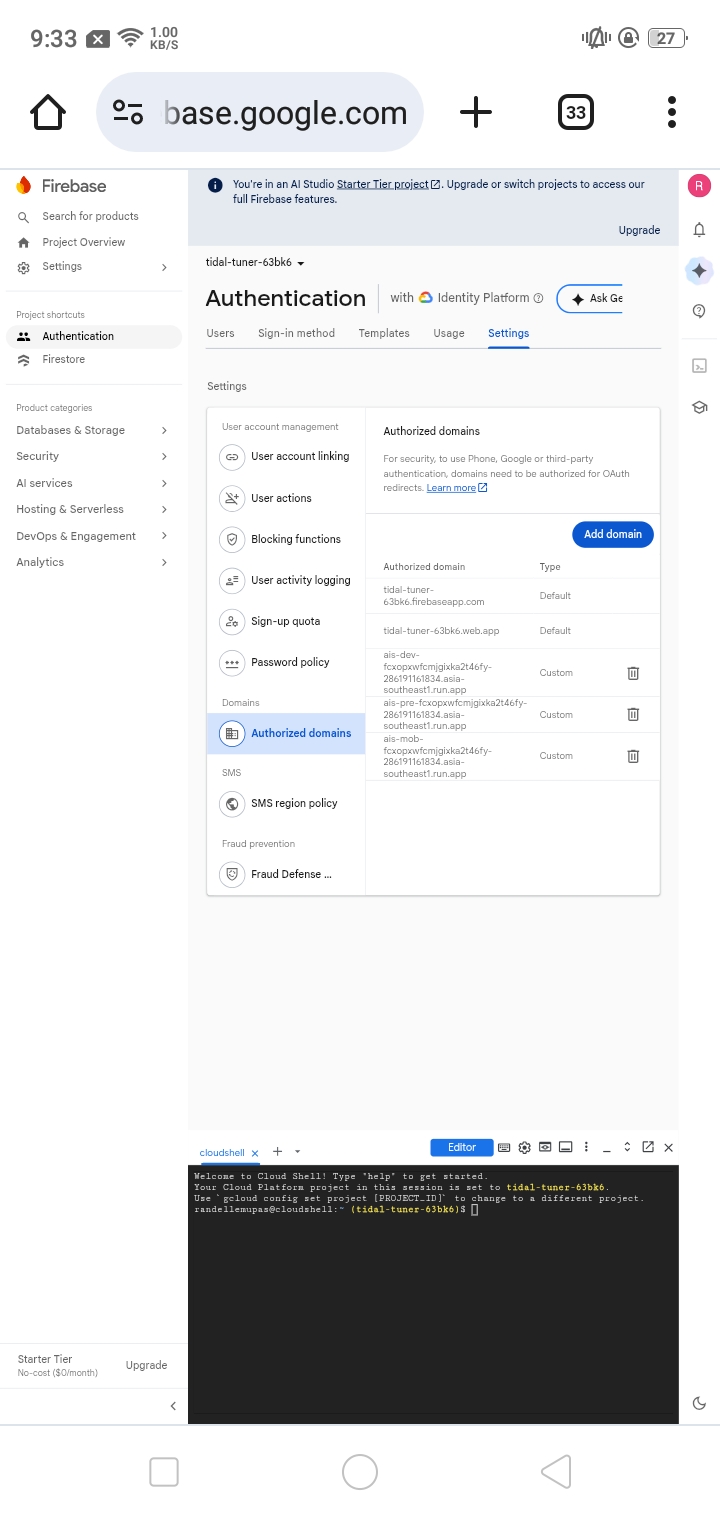 9:33
1.00
KB/S
27
base.google.com
33
Firebase
Search for products
Project Overview
Settings
Project shortcuts
Authentication
Firestore
Product categories
Databases & Storage
Security
AI services
Hosting & Serverless
DevOps & Engagement
Analytics
You're in an AI Studio Starter Tier project. Upgrade or switch projects to access our
full Firebase features.
Upgrade
R
tidal-tuner-63bk6
Authentication
with Identity Platform
Ask Ge
Users
Sign-in method
Templates
Usage
Settings
Settings
User account management
User account linking
User actions
Blocking functions
User activity logging
Sign-up quota
Password policy
Domains
Authorized domains
SMS
SMS region policy
Fraud prevention
Fraud Defense ...
Authorized domains
For security, to use Phone, Google or third-party
authentication, domains need to be authorized for OAuth
redirects. Learn more
Add domain
Authorized domain
Type
tidal-tuner-
63bk6.firebaseapp.com
Default
tidal-tuner-63bk6.web.app
Default
ais-dev-
fcxopxwfcmjgixka2t46fy-
286191161834.asia-
southeast1.run.app
Custom
ais-pre-fcxopxwfcmjgixka2t46fy-
286191161834.asia-
southeast1.run.app
Custom
ais-mob-
fcxopxwfcmjgixka2t46fy-
286191161834.asia-
southeast1.run.app
Custom
cloudshell
Editor
Welcome to Cloud Shell! Type "help" to get started.
Your Cloud Platform project in this session is set to tidal-tuner-63bk6.
Use `gcloud config set project [PROJECT_ID]` to change to a different project.
randellemupas@cloudshell:~ (tidal-tuner-63bk6)$
Starter Tier
No-cost ($0/month)
Upgrade